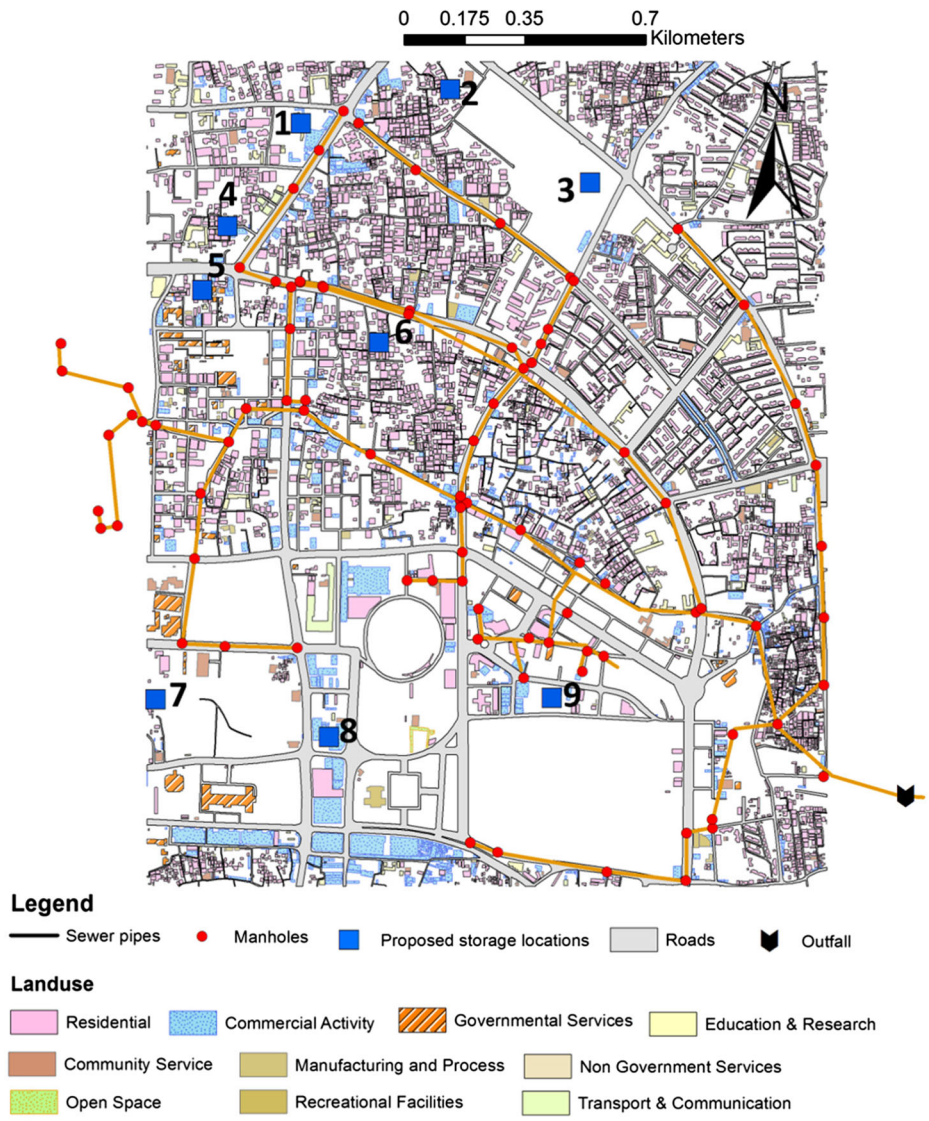 0 0.175 0.35 0.7
Kilometers
N
2
1
3
4
5
6
7
8
9
Legend
Sewer pipes Manholes Proposed storage locations Roads Outfall
Landuse
Residential Commercial Activity Governmental Services Education & Research
Community Service Manufacturing and Process Non Government Services
Open Space Recreational Facilities Transport & Communication